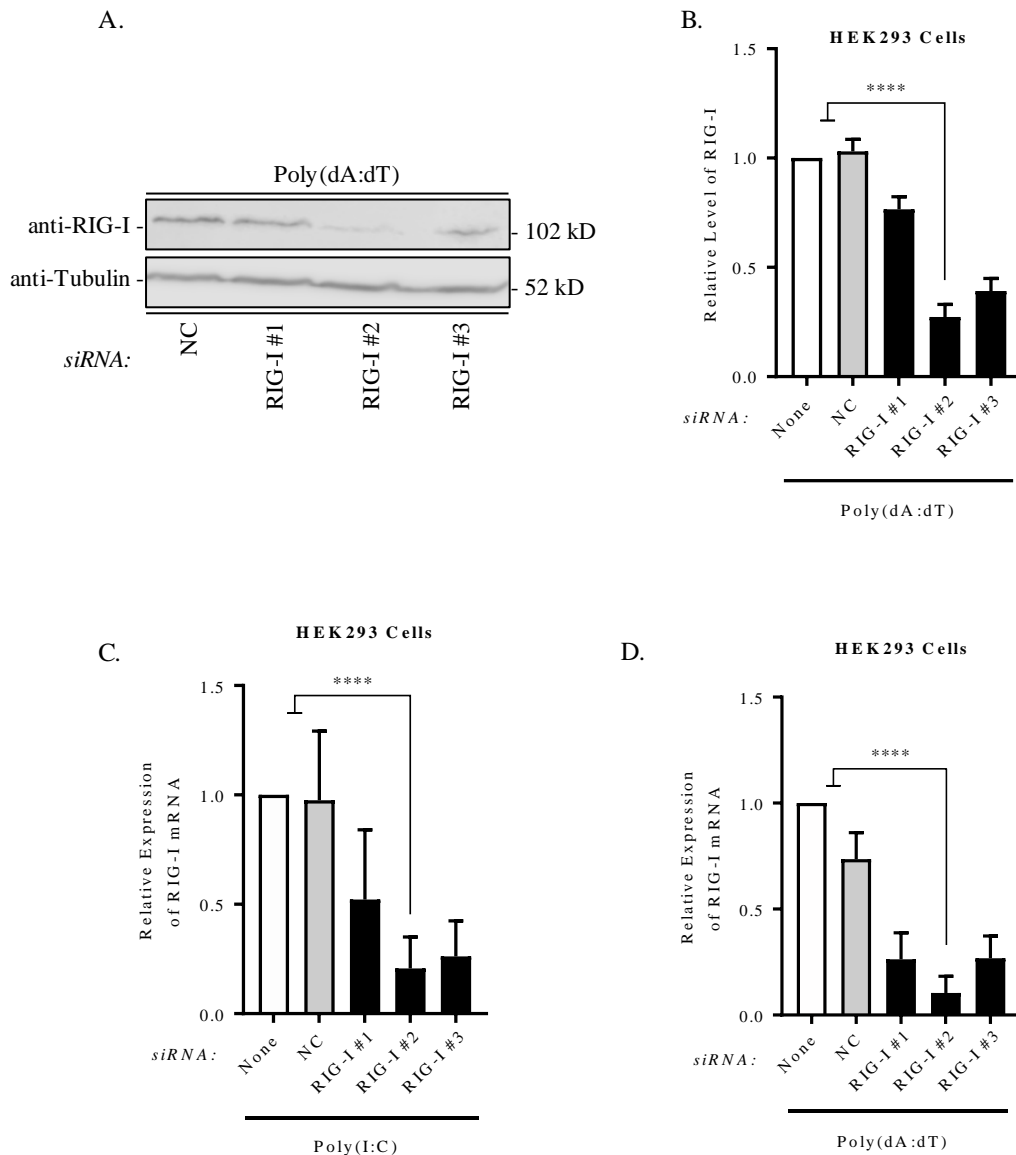 A.
Poly(dA:dT)
anti-RIG-I -
- 102 kD
anti-Tubulin -
- 52 kD
siRNA:
NC
RIG-I #1
RIG-I #2
RIG-I #3
B.
HEK293 Cells
****
Relative Level of RIG-I
1.5
1.0
0.5
0.0
siRNA:
None
NC
RIG-I #1
RIG-I #2
RIG-I #3
Poly(dA:dT)
C.
HEK293 Cells
****
Relative Expression
of RIG-I mRNA
1.5
1.0
0.5
0.0
siRNA:
None
NC
RIG-I #1
RIG-I #2
RIG-I #3
Poly(I:C)
D.
HEK293 Cells
****
Relative Expression
of RIG-I mRNA
1.5
1.0
0.5
0.0
siRNA:
None
NC
RIG-I #1
RIG-I #2
RIG-I #3
Poly(dA:dT)